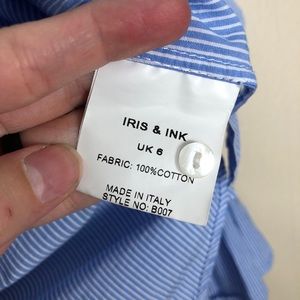 IRIS & INK
UK 6
FABRIC: 100%COTTON
MADE IN ITALY
STYLE NO: B007